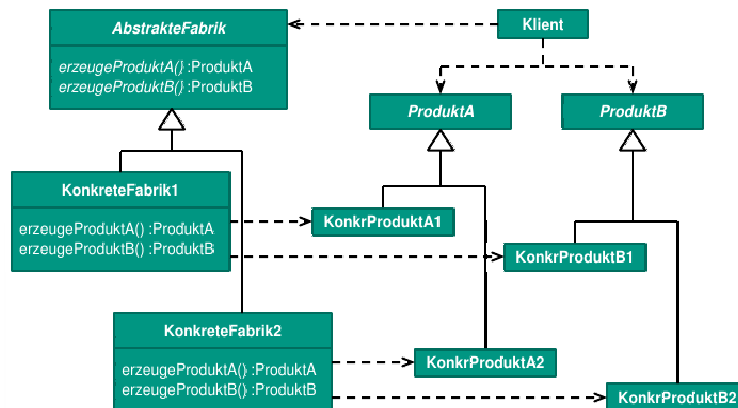 AbstrakteFabrik
erzeugeProduktA() :ProduktA
erzeugeProduktB() :ProduktB
Klient
ProduktA
ProduktB
KonkreteFabrik1
erzeugeProduktA() :ProduktA
erzeugeProduktB() :ProduktB
KonkrProduktA1
KonkrProduktB1
KonkreteFabrik2
erzeugeProduktA() :ProduktA
erzeugeProduktB() :ProduktB
KonkrProduktA2
KonkrProduktB2